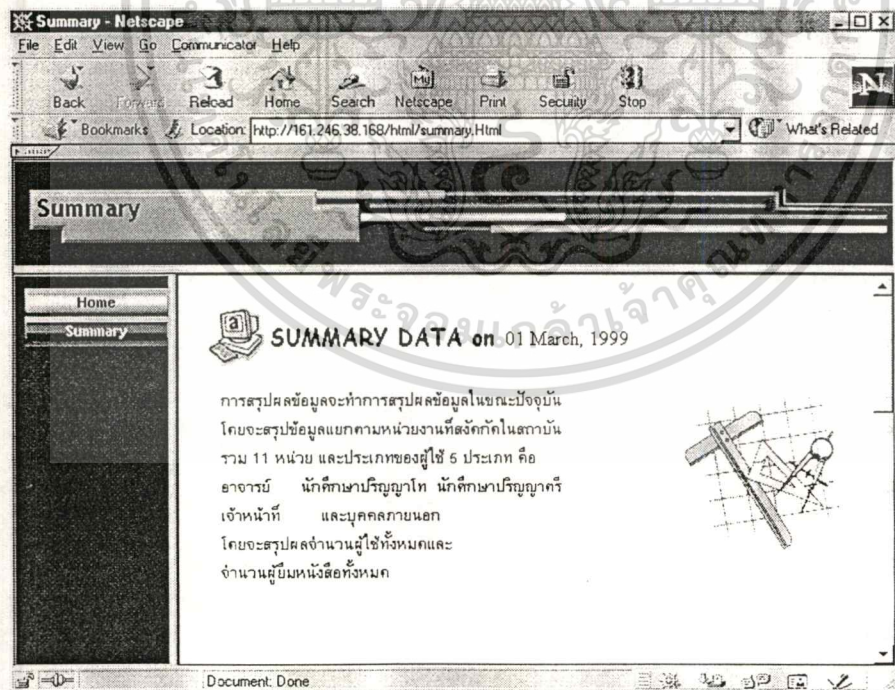 Summary - Netscape
File Edit View Go Communicator Help
Back Forward Reload Home Search Netscape Print Security Stop
Bookmarks Location: http://161.246.38.168/html/summary.Html What's Related
Summary
Home
Summary
SUMMARY DATA on 01 March, 1999
การสรุปผลข้อมูลจะทำการสรุปผลข้อมูลในขณะปัจจุบัน
โดยจะสรุปข้อมูลแยกตามหน่วยงานที่สังกัดในสถาบัน
รวม 11 หน่วย และประเภทของผู้ใช้ 5 ประเภท คือ
อาจารย์ นักศึกษาปริญญาโท นักศึกษาปริญญาตรี
เจ้าหน้าที่ และบุคคลภายนอก
โดยจะสรุปผลจำนวนผู้ใช้ทั้งหมดและ
จำนวนผู้ยืมหนังสือทั้งหมด
Document: Done